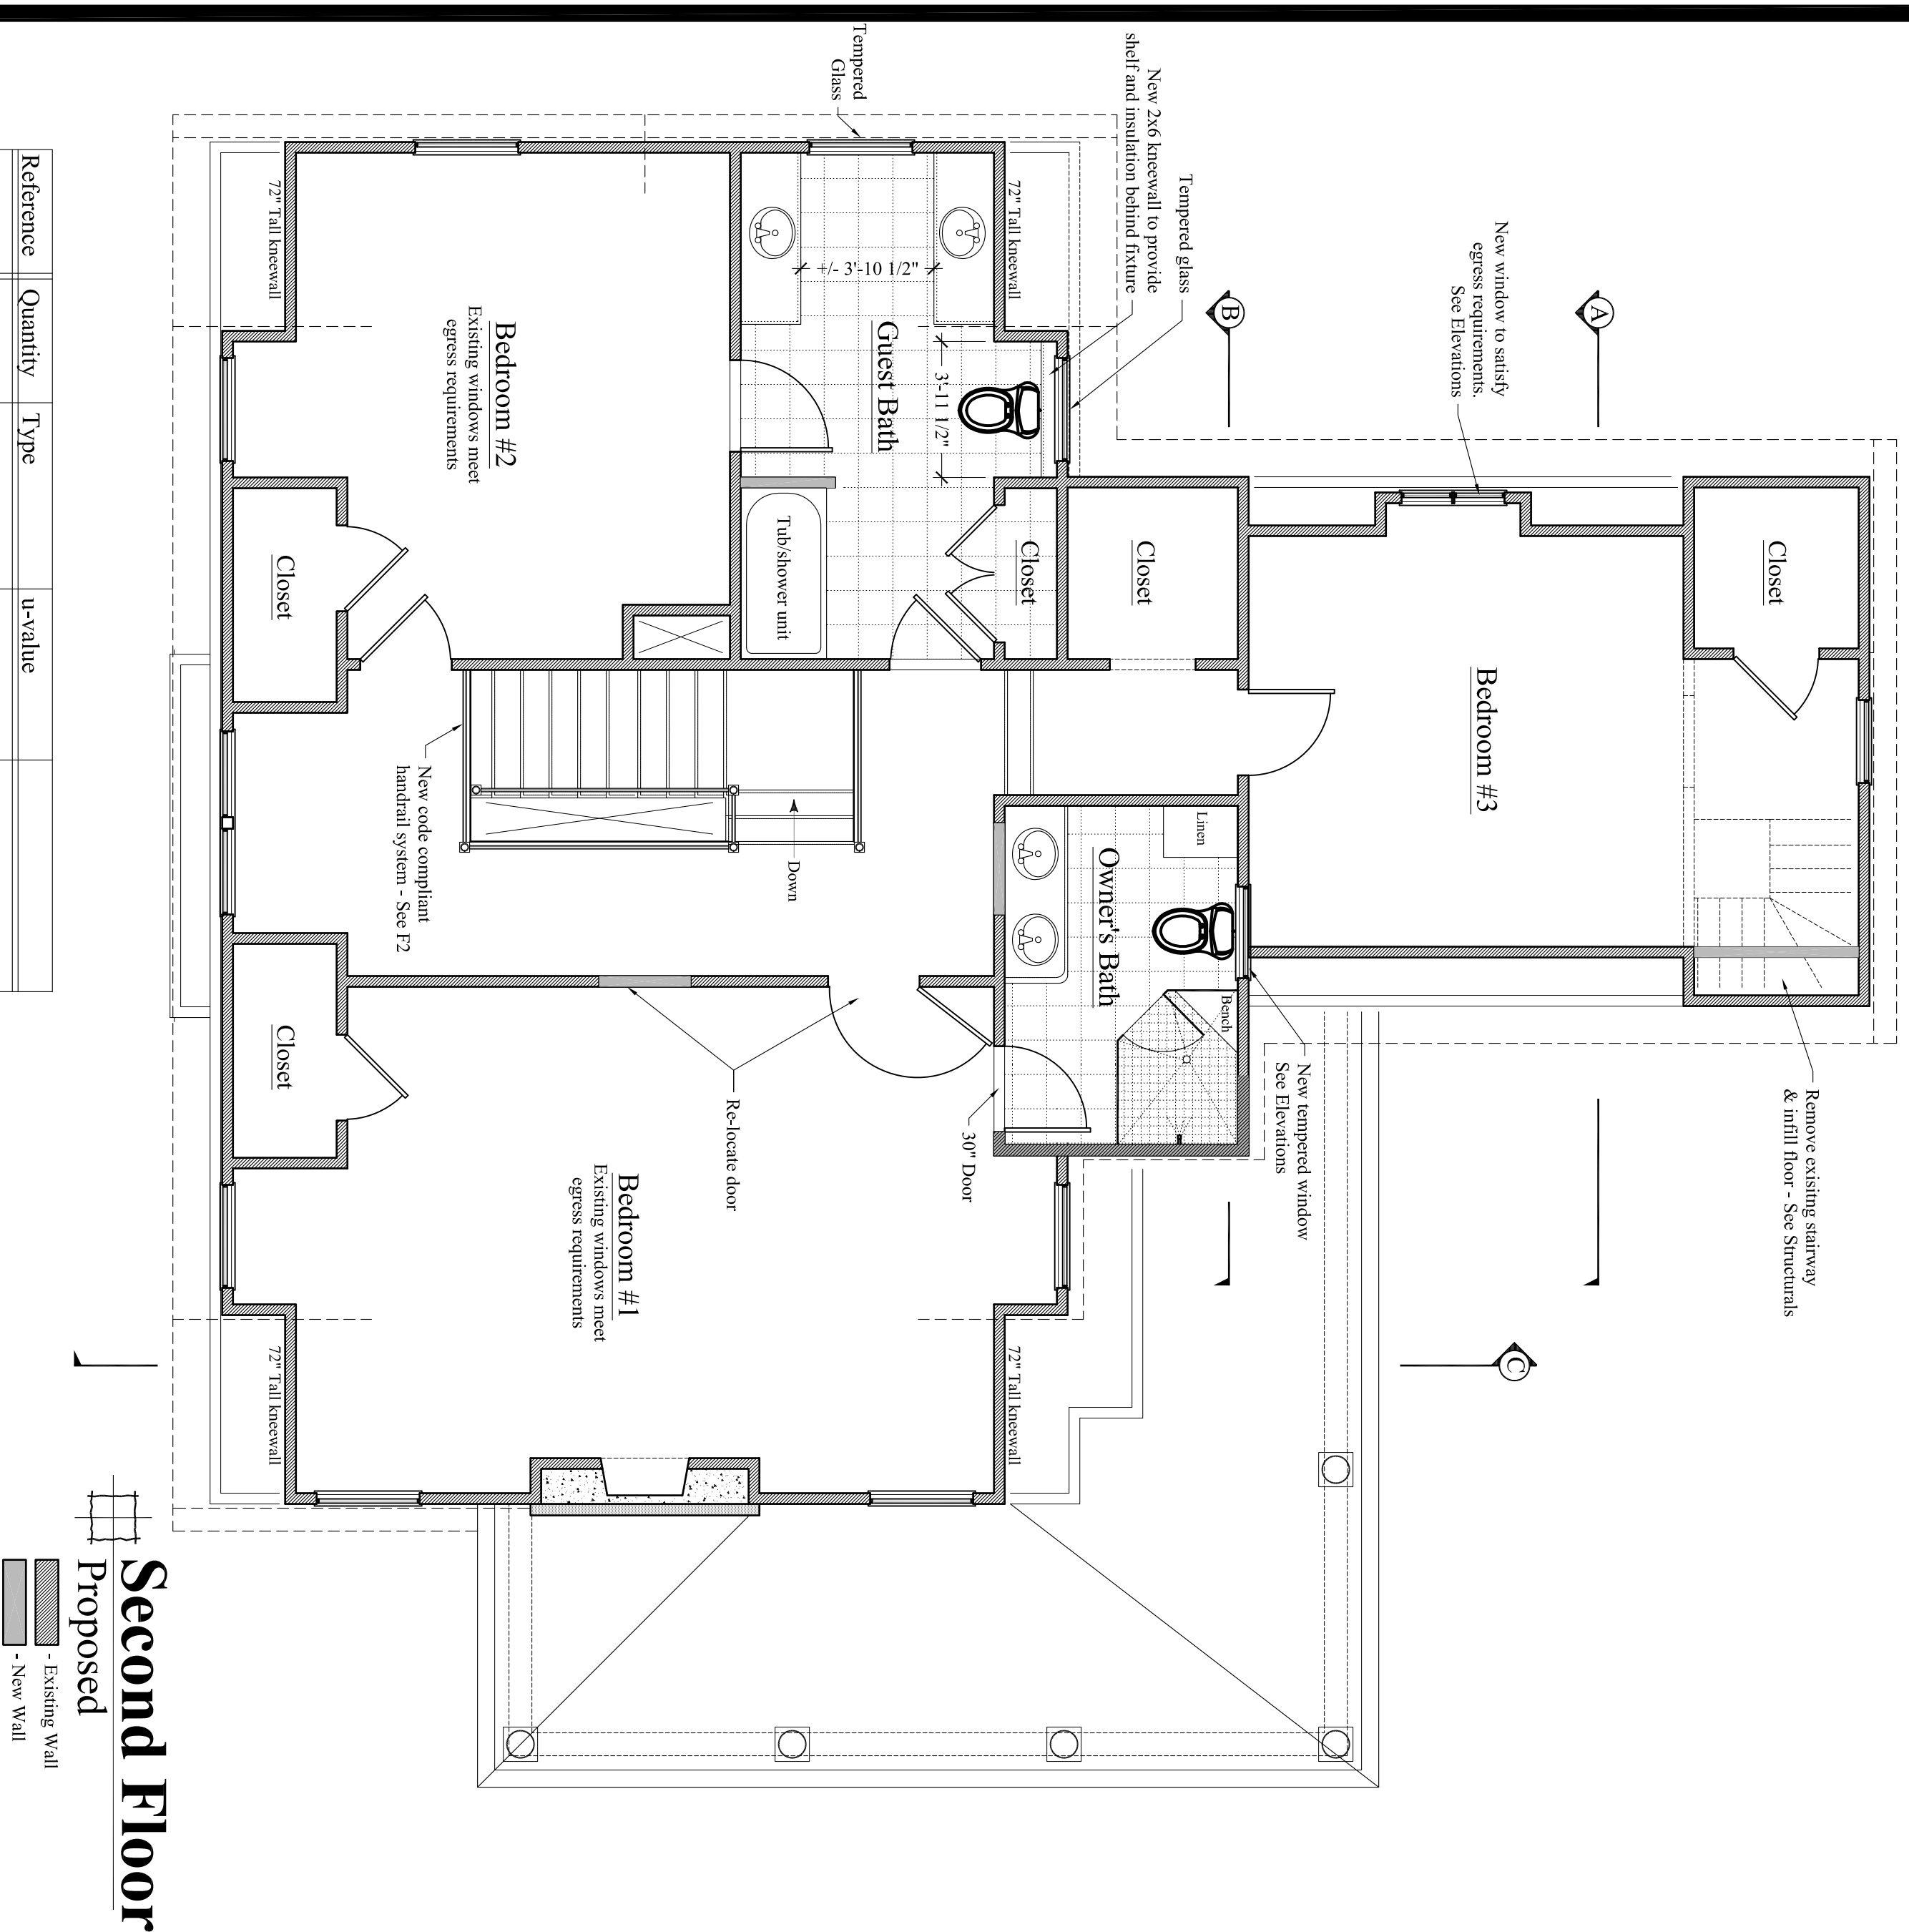 Remove exisitng stairway
& infill floor - See Structurals
Closet
A
New window to satisfy
egress requirements.
See Elevations
Bedroom #3
C
B
Tempered glass
New 2x6 kneewall to provide
shelf and insulation behind fixture
Closet
Linen
Bench
New tempered window
See Elevations
Owner's Bath
72" Tall kneewall
Closet
72" Tall kneewall
3'-11 1/2"
30" Door
Guest Bath
Tempered
Glass
+/- 3'-10 1/2"
Tub/shower unit
Down
Re-locate door
Bedroom #2
Existing windows meet
egress requirements
Bedroom #1
Existing windows meet
egress requirements
New code compliant
handrail system - See F2
Closet
Closet
72" Tall kneewall
72" Tall kneewall
Second Floor
Proposed
- Existing Wall
- New Wall
Reference Quantity Type u-value